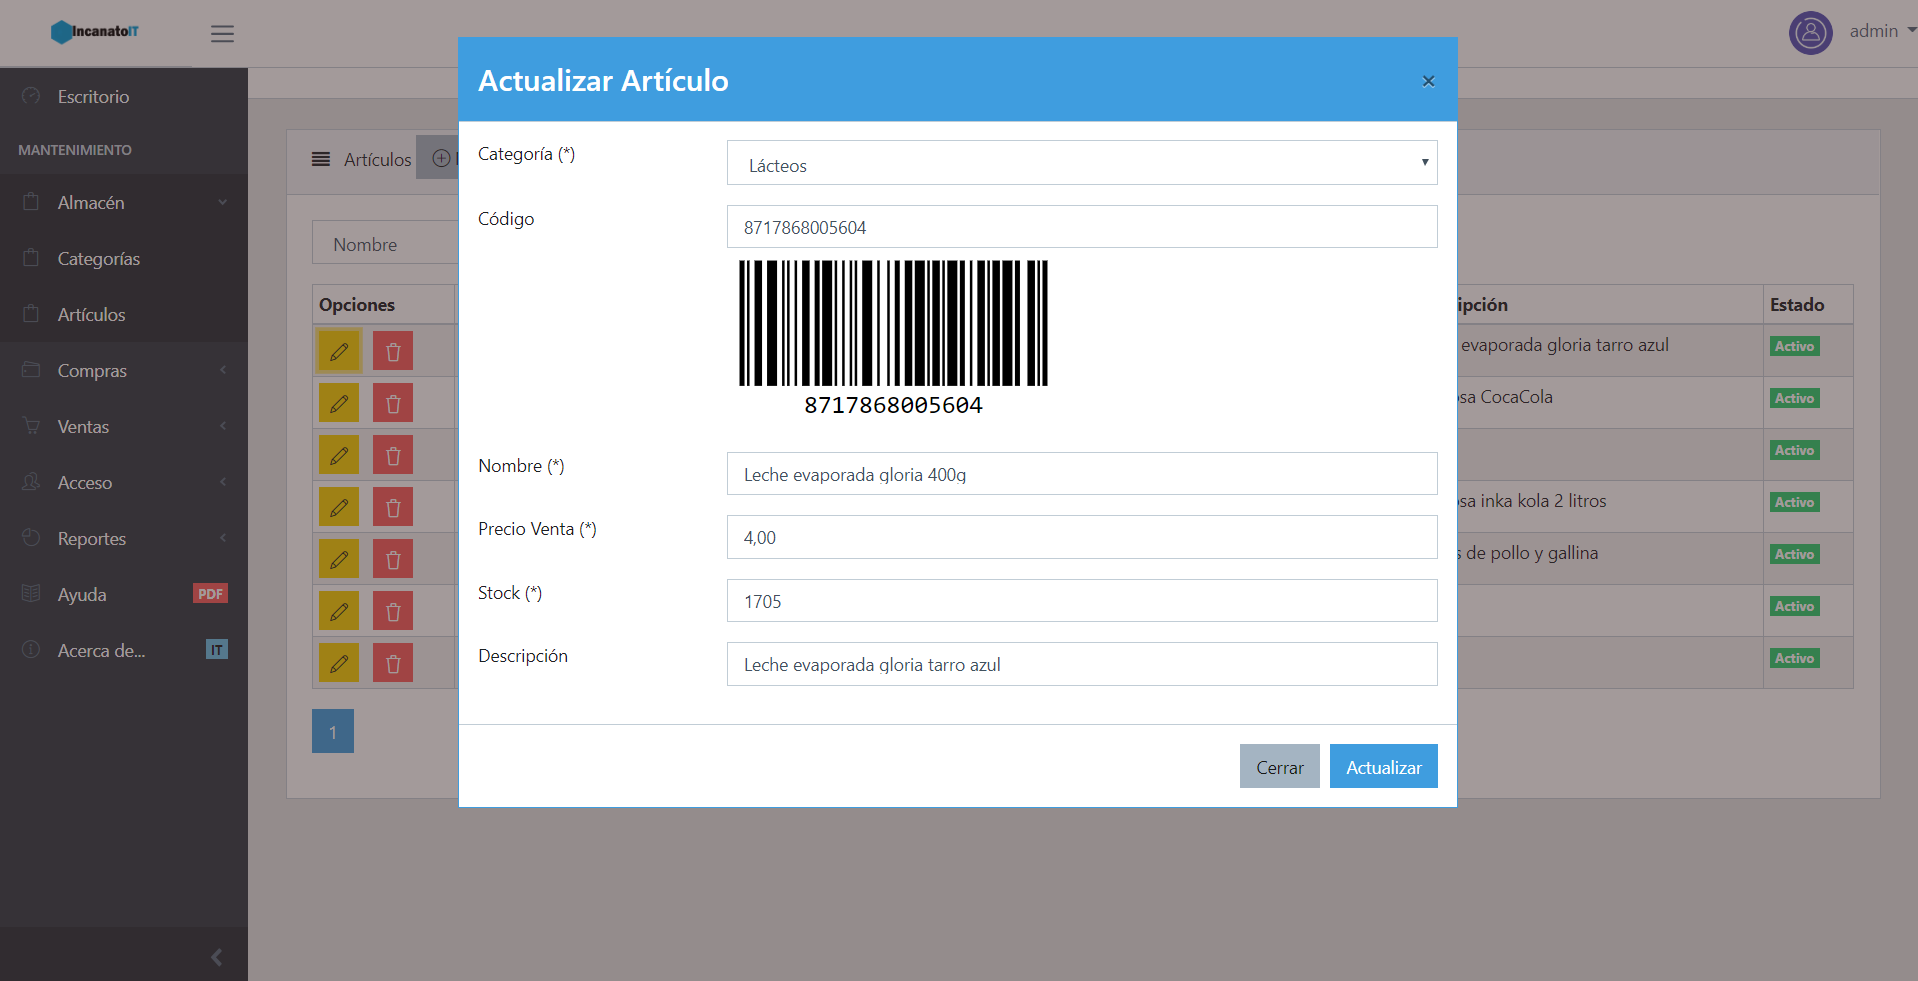 IncanatoIT
admin
Escritorio
MANTENIMIENTO
Almacén
Categorías
Artículos
Compras
Ventas
Acceso
Reportes
Ayuda PDF
Acerca de... IT
Artículos
Nombre
Opciones
ipción Estado
evaporada gloria tarro azul Activo
sa CocaCola Activo
Activo
sa inka kola 2 litros Activo
s de pollo y gallina Activo
Activo
Activo
1
Actualizar Artículo ×
Categoría (*) Lácteos
Código 8717868005604
8717868005604
Nombre (*) Leche evaporada gloria 400g
Precio Venta (*) 4,00
Stock (*) 1705
Descripción Leche evaporada gloria tarro azul
Cerrar Actualizar